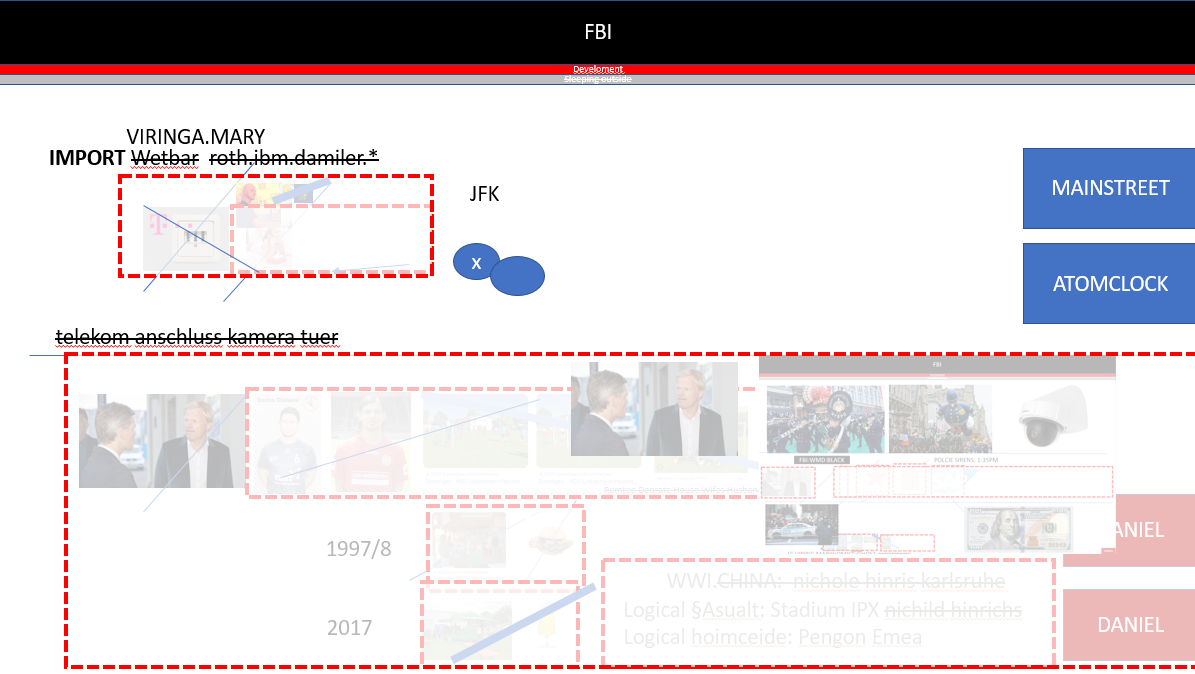 FBI
Develoment
Sleeping outside
VIRINGA.MARY
IMPORT Wetbar roth.ibm.damiler.*
JFK
MAINSTREET
X
ATOMCLOCK
telekom anschluss kamera tuer
FBI
FBI WMD BLACK
POLCIE SIRENS. 1-35PM
1997/8
ANIEL
WWI.CHINA: nichole hinris karlsruhe
Logical §Asualt: Stadium IPX nichild hinrichs
2017
DANIEL
Logical hoimceide: Pengon Emea